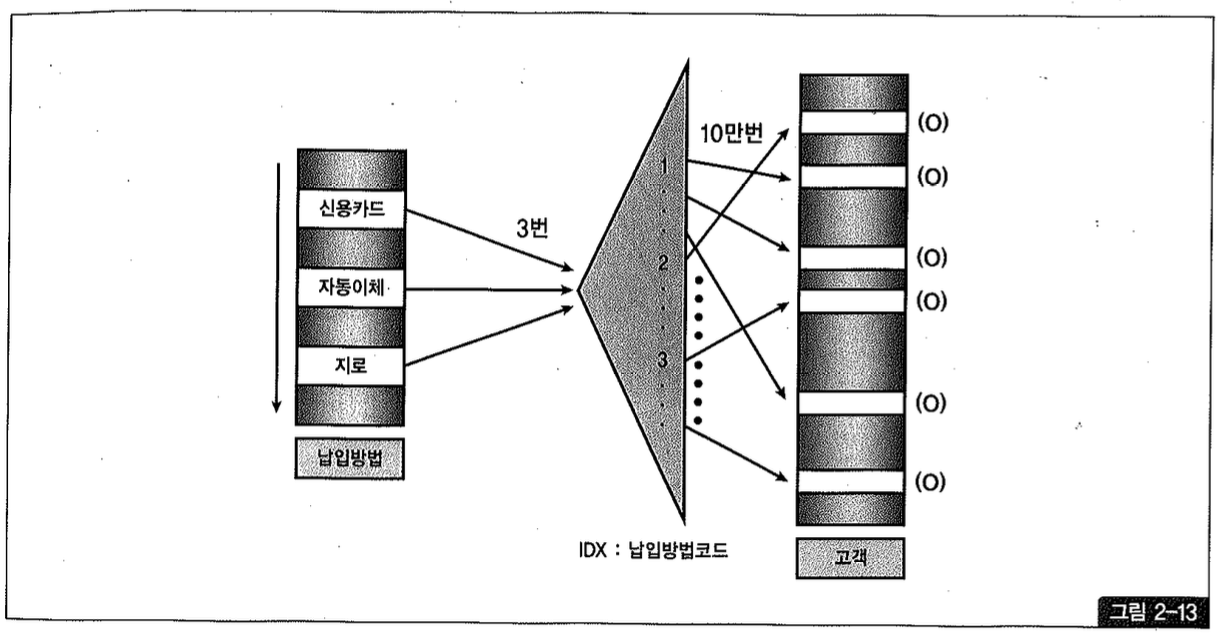 신용카드
자동이체
지로
납입방법
3번
1
2
3
IDX : 납입방법코드
10만번
(O)
(O)
(O)
(O)
(O)
(O)
고객
그림 2-13